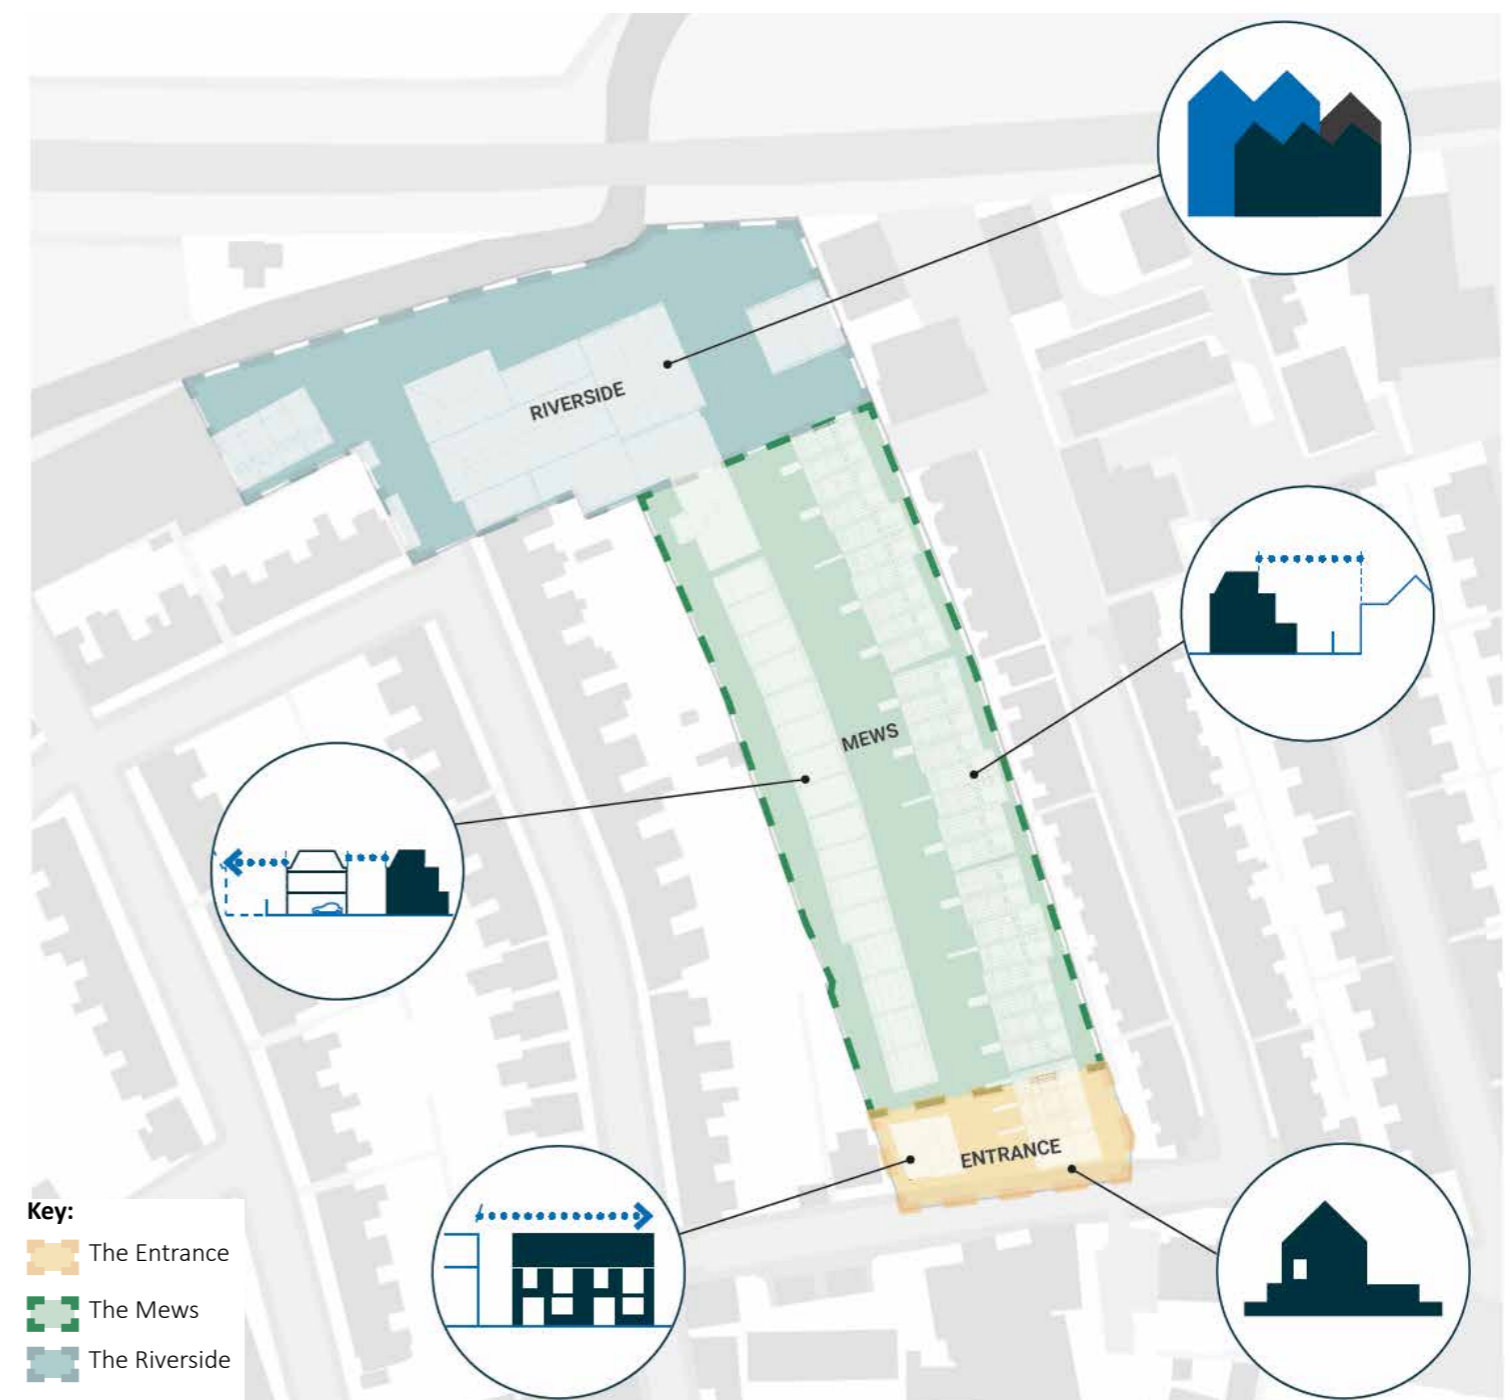 RIVERSIDE
MEWS
ENTRANCE
Key:
The Entrance
The Mews
The Riverside